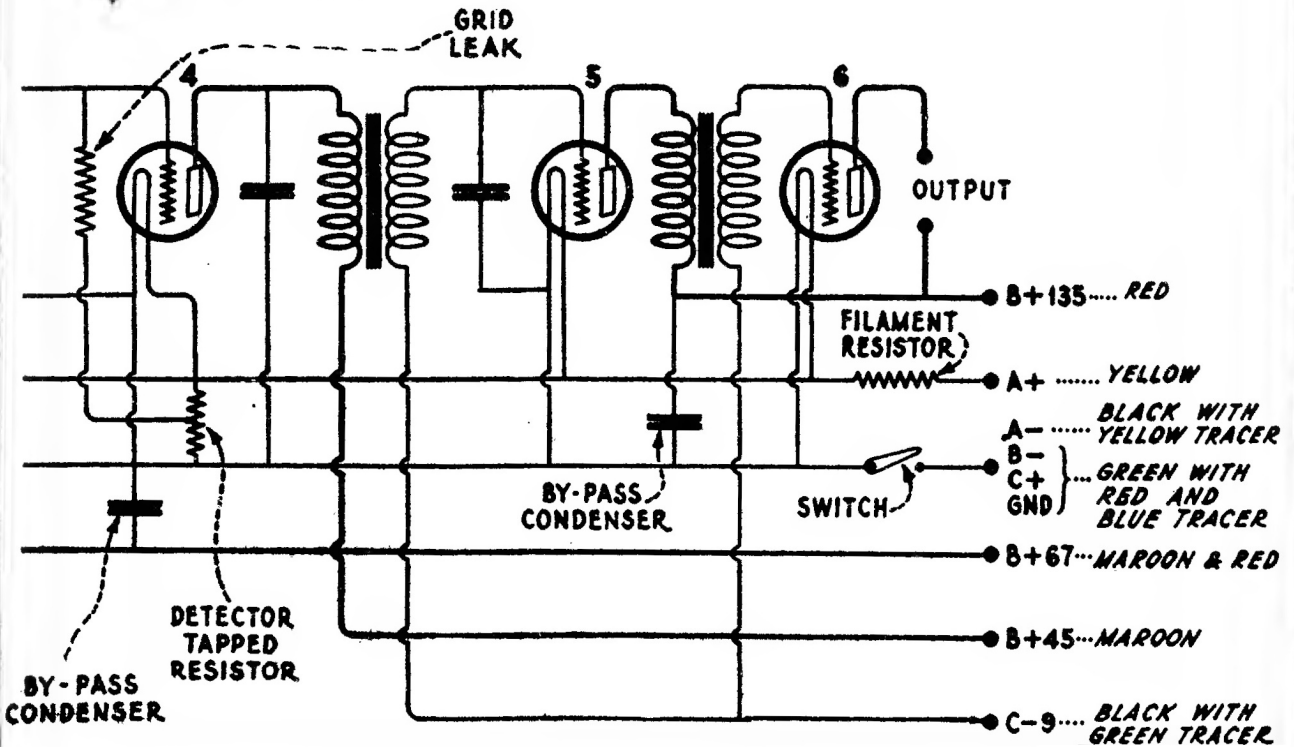 GRID
LEAK
4
5
6
OUTPUT
B+135..... RED
FILAMENT
RESISTOR
A+ ....... YELLOW
A- ...... BLACK WITH
YELLOW TRACER
B-
C+ ... GREEN WITH
GND RED AND
BLUE TRACER
BY-PASS
CONDENSER
SWITCH
B+67... MAROON & RED
DETECTOR
TAPPED
RESISTOR
B+45... MAROON
BY-PASS
CONDENSER
C-9.... BLACK WITH
GREEN TRACER